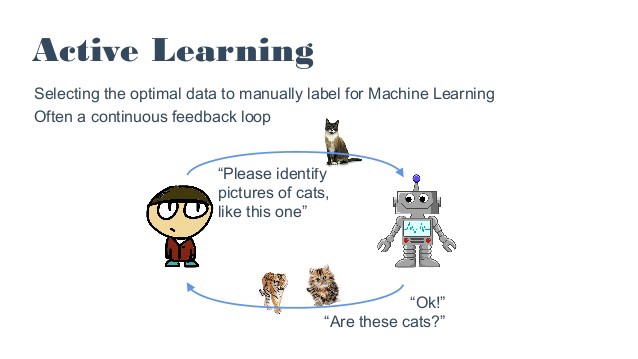 Active Learning
Selecting the optimal data to manually label for Machine Learning
Often a continuous feedback loop
“Please identify
pictures of cats,
like this one”
“Ok!”
“Are these cats?”